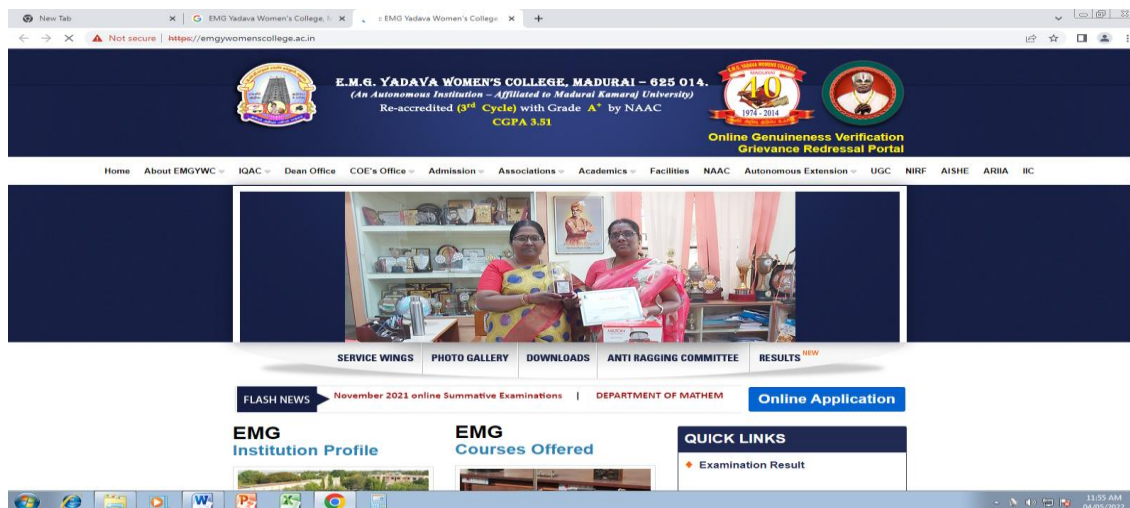 New Tab
EMG Yadava Women's College,
:: EMG Yadava Women's College
Not secure | https://emgywomenscollege.ac.in
E.M.G. YADAVA WOMEN'S COLLEGE, MADURAI – 625 014.
(An Autonomous Institution – Affiliated to Madurai Kamaraj University)
Re-accredited (3rd Cycle) with Grade A+ by NAAC
CGPA 3.51
40
1974 - 2014
Online Genuineness Verification
Grievance Redressal Portal
Home About EMGYWC IQAC Dean Office COE's Office Admission Associations Academics Facilities NAAC Autonomous Extension UGC NIRF AISHE ARIIA IIC
SERVICE WINGS PHOTO GALLERY DOWNLOADS ANTI RAGGING COMMITTEE RESULTS NEW
FLASH NEWS November 2021 online Summative Examinations | DEPARTMENT OF MATHEM Online Application
EMG
Institution Profile
EMG
Courses Offered
QUICK LINKS
Examination Result
11:55 AM
04/05/2022